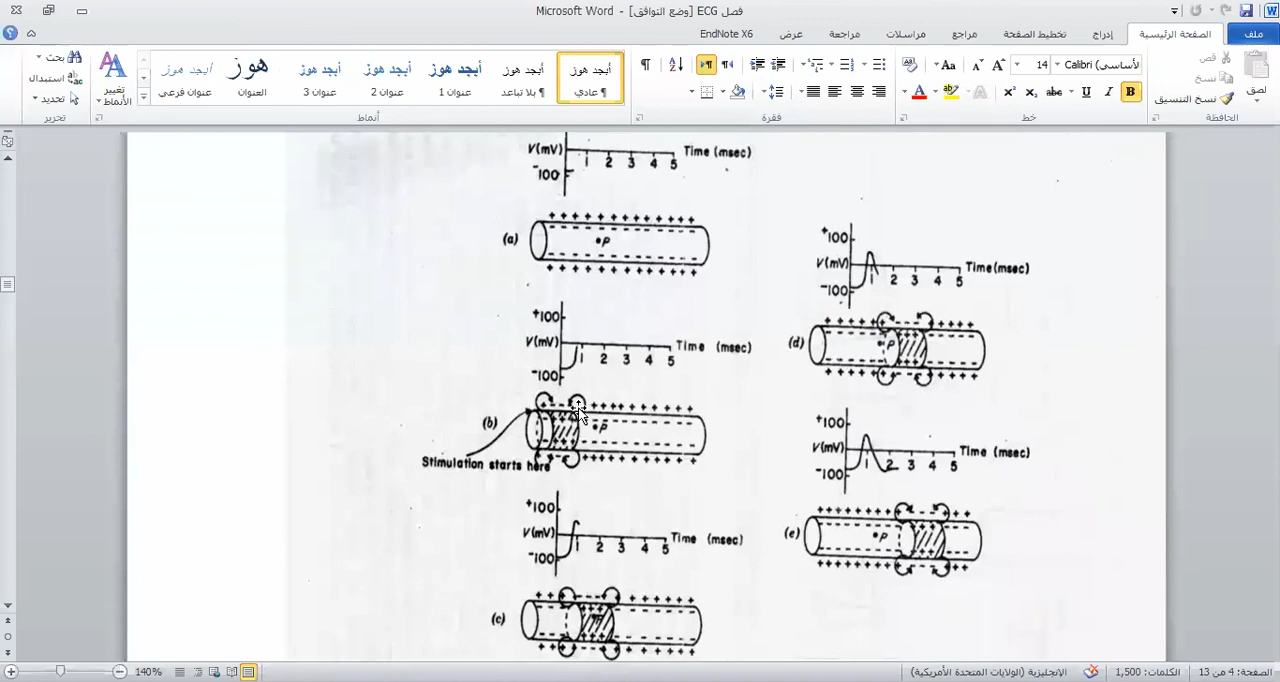 فصل ECG [وضع التوافق] - Microsoft Word
ملف
الصفحة الرئيسية
إدراج
تخطيط الصفحة
مراجع
مراسلات
مراجعة
عرض
EndNote X6
لصق
قص
نسخ
نسخ التنسيق
الحافظة
(الأساسي) Calibri
14
خط
فقرة
أبجد هوز
عادي
أبجد هوز
بلا تباعد
أبجد هوز
عنوان 1
أبجد هوز
عنوان 2
أبجد هوز
عنوان 3
هوز
العنوان
أبجد هوز
عنوان فرعي
تغيير الأنماط
أنماط
بحث
استبدال
تحديد
تحرير
V(mV)
-100
1 2 3 4 5
Time (msec)
(a)
P
+100
V(mV)
-100
1 2 3 4 5
Time (msec)
(b)
P
Stimulation starts here
+100
V(mV)
-100
1 2 3 4 5
Time (msec)
(c)
+100
V(mV)
-100
1 2 3 4 5
Time(msec)
(d)
P
+100
V(mV)
-100
1 2 3 4 5
Time (msec)
(e)
P
الصفحة: 4 من 13
الكلمات: 1,500
الإنجليزية (الولايات المتحدة الأمريكية)
140%